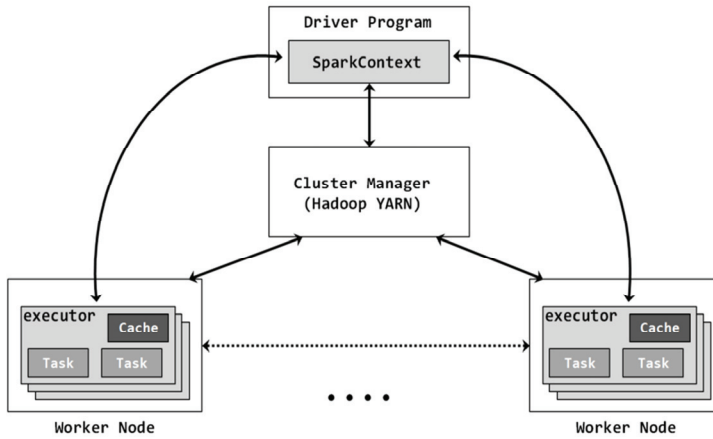 Driver Program
SparkContext
Cluster Manager
(Hadoop YARN)
executor
Cache
Task Task
Worker Node
executor
Cache
Task Task
Worker Node